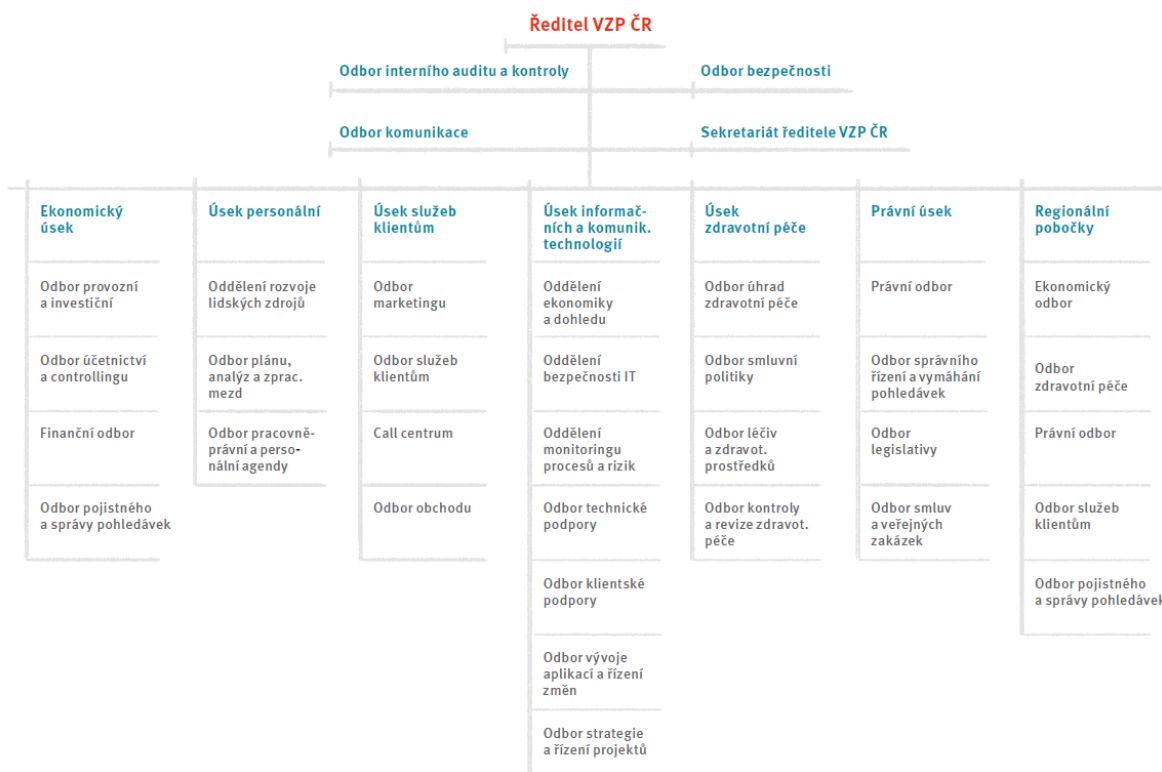 Ředitel VZP ČR
Odbor interního auditu a kontroly
Odbor bezpečnosti
Odbor komunikace
Sekretariát ředitele VZP ČR
Ekonomický
úsek
Odbor provozní
a investiční
Odbor účetnictví
a controllingu
Finanční odbor
Odbor pojistného
a správy pohledávek
Úsek personální
Oddělení rozvoje
lidských zdrojů
Odbor plánu,
analýz a zprac.
mezd
Odbor pracovně-
právní a perso-
nální agendy
Úsek služeb
klientům
Odbor
marketingu
Odbor služeb
klientům
Call centrum
Odbor obchodu
Úsek informač-
ních a komunik.
technologií
Oddělení
ekonomiky
a dohledu
Oddělení
bezpečnosti IT
Oddělení
monitoringu
procesů a rizik
Odbor technické
podpory
Odbor klientské
podpory
Odbor vývoje
aplikací a řízení
změn
Odbor strategie
a řízení projektů
Úsek
zdravotní péče
Odbor úhrad
zdravotní péče
Odbor smluvní
politiky
Odbor léčiv
a zdravot.
prostředků
Odbor kontroly
a revize zdravot.
péče
Právní úsek
Právní odbor
Odbor správního
řízení a vymáhání
pohledávek
Odbor
legislativy
Odbor smluv
a veřejných
zakázek
Regionální
pobočky
Ekonomický
odbor
Odbor
zdravotní péče
Právní odbor
Odbor služeb
klientům
Odbor pojistného
a správy pohledávek